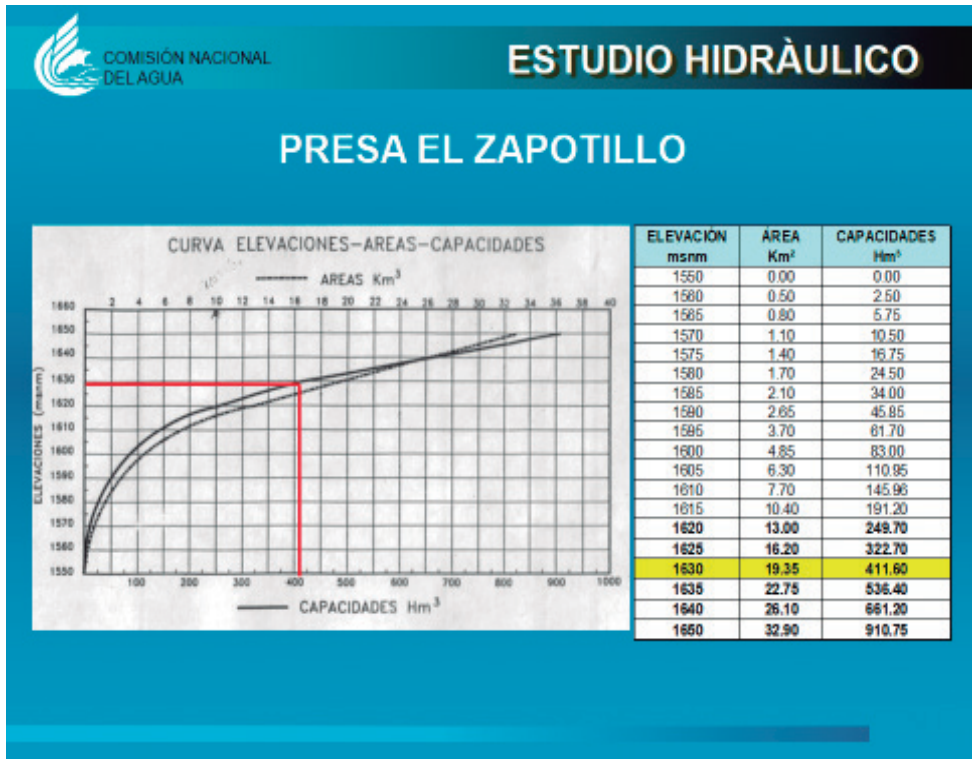 COMISIÓN NACIONAL
DEL AGUA
ESTUDIO HIDRÀULICO
PRESA EL ZAPOTILLO
CURVA ELEVACIONES-AREAS-CAPACIDADES
AREAS Km³
2 4 6 8 10 12 14 16 18 20 22 24 26 28 30 32 34 36 38 40
1660
1650
1640
1630
1620
1610
1600
1590
1580
1570
1560
1550
ELEVACIONES (msnm)
100 200 300 400 500 600 700 800 900 1000
CAPACIDADES Hm³
ELEVACIÓN ÁREA CAPACIDADES
msnm Km² Hm³
1550 0.00 0.00
1560 0.50 2.50
1565 0.80 5.75
1570 1.10 10.50
1575 1.40 16.75
1580 1.70 24.50
1585 2.10 34.00
1590 2.65 45.85
1595 3.70 61.70
1600 4.85 83.00
1605 6.30 110.95
1610 7.70 145.96
1615 10.40 191.20
1620 13.00 249.70
1625 16.20 322.70
1630 19.35 411.60
1635 22.75 536.40
1640 26.10 661.20
1650 32.90 910.75